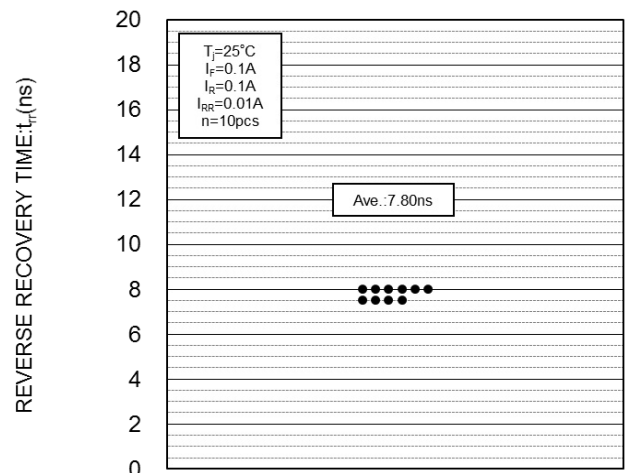 REVERSE RECOVERY TIME:trr(ns)
20
18
16
14
12
10
8
6
4
2
0
Tj=25°C
IF=0.1A
IR=0.1A
IRR=0.01A
n=10pcs
Ave.:7.80ns